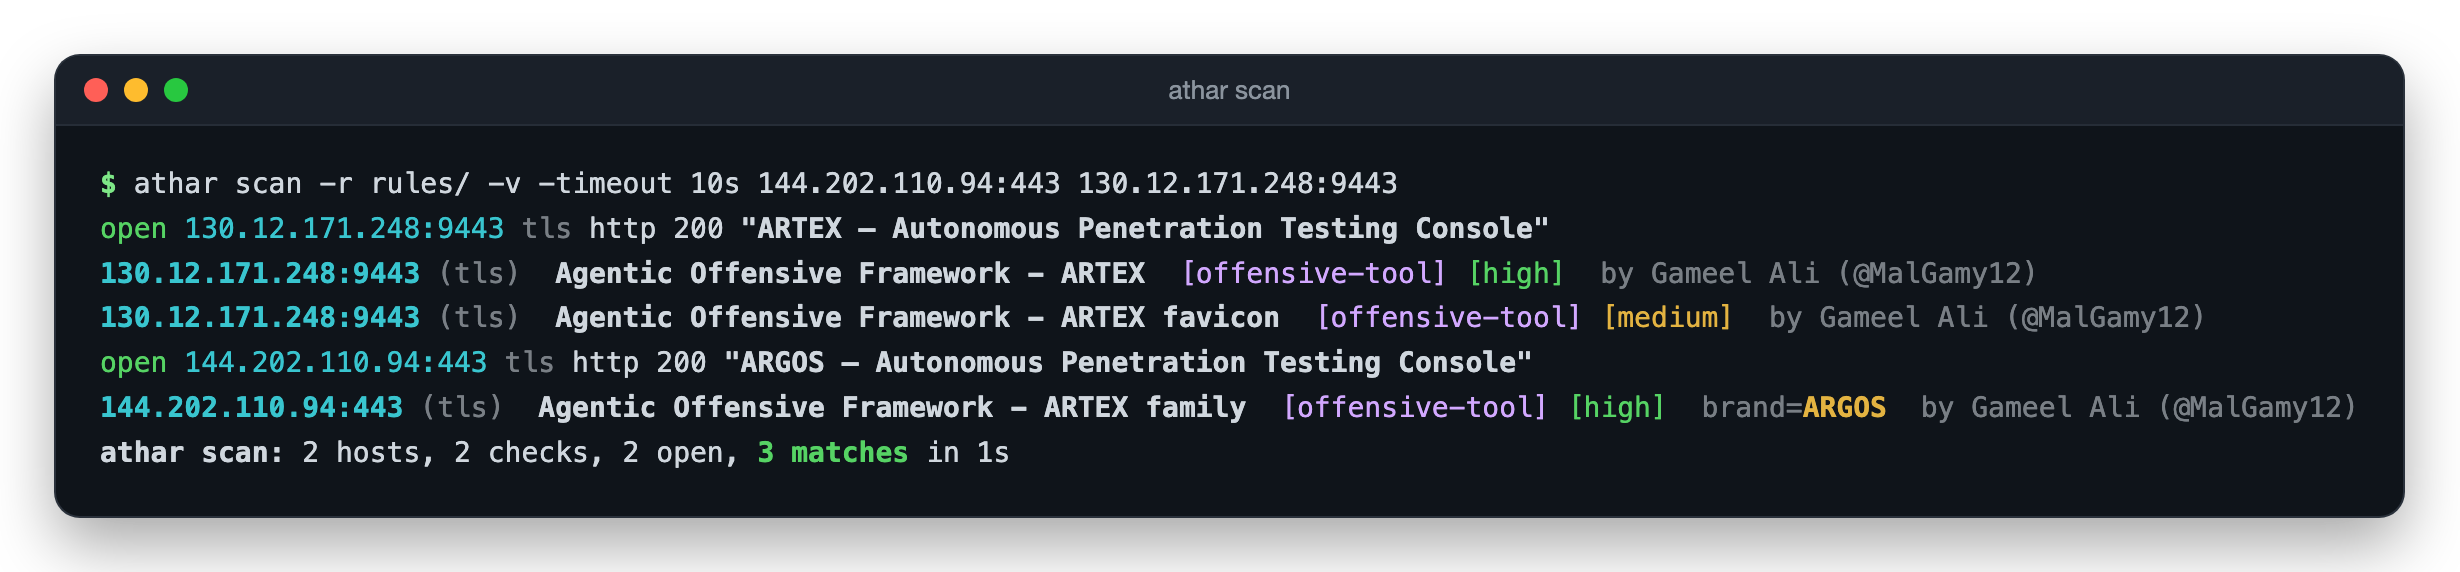 athar scan
$ athar scan -r rules/ -v -timeout 10s 144.202.110.94:443 130.12.171.248:9443
open 130.12.171.248:9443 tls http 200 "ARTEX — Autonomous Penetration Testing Console"
130.12.171.248:9443 (tls)  Agentic Offensive Framework - ARTEX  [offensive-tool] [high]  by Gameel Ali (@MalGamy12)
130.12.171.248:9443 (tls)  Agentic Offensive Framework - ARTEX favicon  [offensive-tool] [medium]  by Gameel Ali (@MalGamy12)
open 144.202.110.94:443 tls http 200 "ARGOS — Autonomous Penetration Testing Console"
144.202.110.94:443 (tls)  Agentic Offensive Framework - ARTEX family  [offensive-tool] [high]  brand=ARGOS  by Gameel Ali (@MalGamy12)
athar scan: 2 hosts, 2 checks, 2 open, 3 matches in 1s